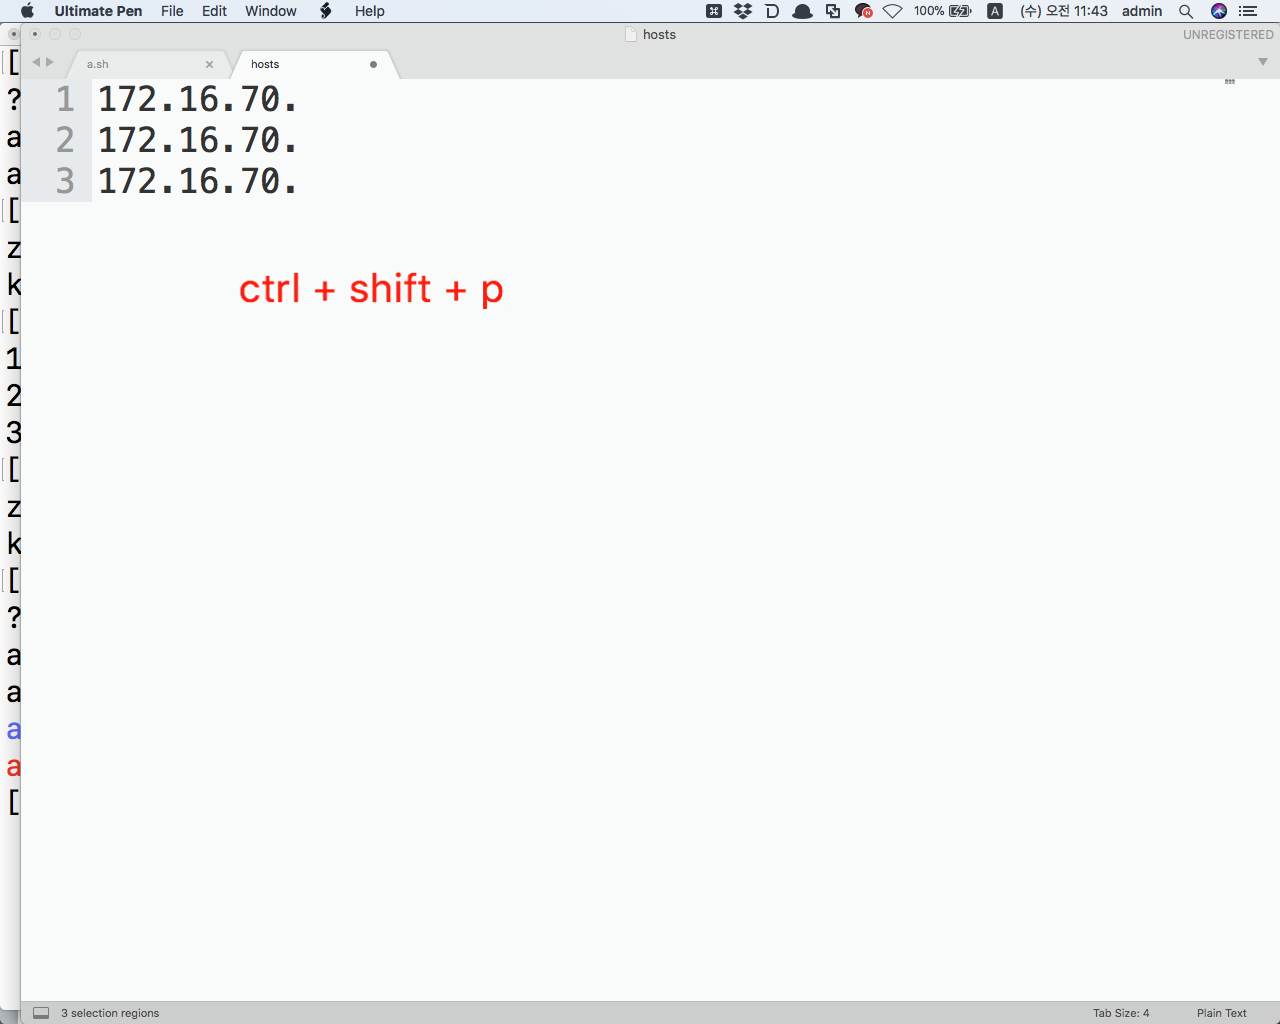 Ultimate Pen File Edit Window Help 100% A (수) 오전 11:43 admin
hosts UNREGISTERED
a.sh hosts
1 172.16.70.
2 172.16.70.
3 172.16.70.
ctrl + shift + p
[
?
a
a
[
z
k
[
1
2
3
[
z
k
[
?
a
a
a
a
[
3 selection regions Tab Size: 4 Plain Text